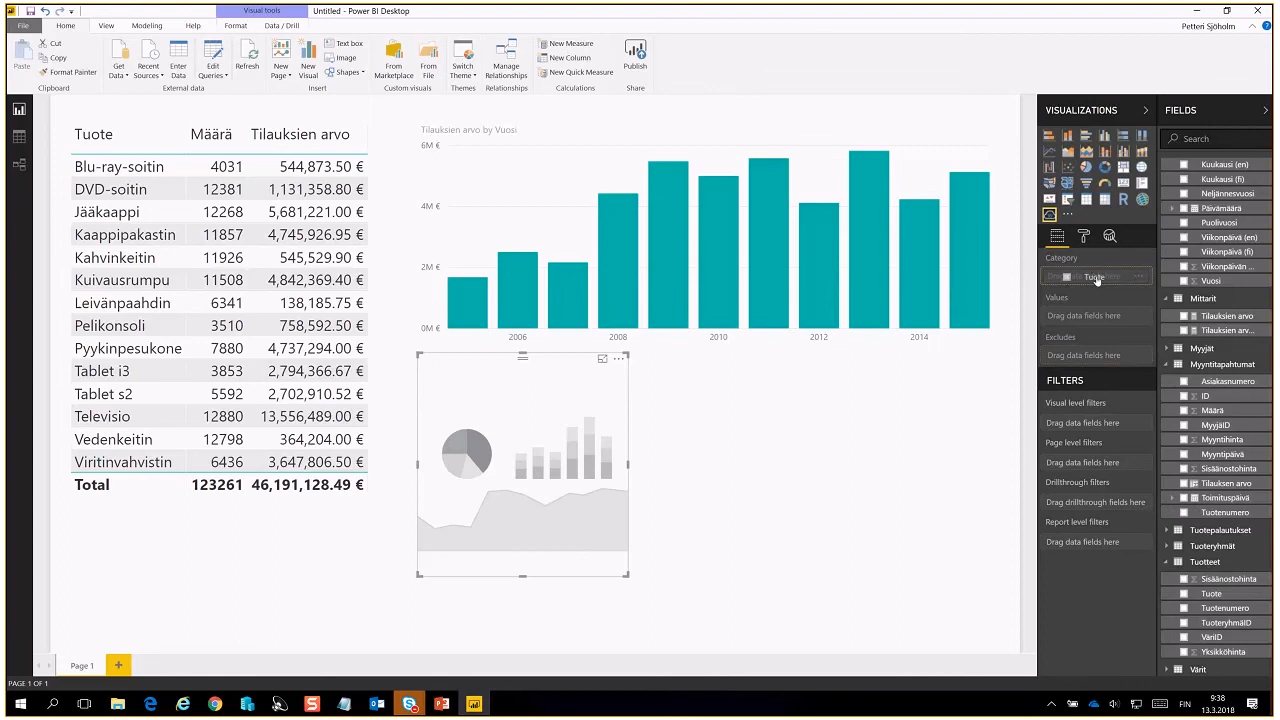 Visual tools
Untitled - Power BI Desktop
File
Home
View
Modeling
Help
Format
Data / Drill
Petteri Sjöholm
Paste
Cut
Copy
Format Painter
Clipboard
Get Data
Recent Sources
Enter Data
Edit Queries
Refresh
External data
New Page
New Visual
Text box
Image
Shapes
Insert
From Marketplace
From File
Custom visuals
Switch Theme
Themes
Manage Relationships
Relationships
New Measure
New Column
New Quick Measure
Calculations
Publish
Share
Tuote Määrä Tilauksien arvo
Blu-ray-soitin 4031 544,873.50 €
DVD-soitin 12381 1,131,358.80 €
Jääkaappi 12268 5,681,221.00 €
Kaappipakastin 11857 4,745,926.95 €
Kahvinkeitin 11926 545,529.90 €
Kuivausrumpu 11508 4,842,369.40 €
Leivänpaahdin 6341 138,185.75 €
Pelikonsoli 3510 758,592.50 €
Pyykinpesukone 7880 4,737,294.00 €
Tablet i3 3853 2,794,366.67 €
Tablet s2 5592 2,702,910.52 €
Televisio 12880 13,556,489.00 €
Vedenkeitin 12798 364,204.00 €
Viritinvahvistin 6436 3,647,806.50 €
Total 123261 46,191,128.49 €
Tilauksien arvo by Vuosi
6M €
4M €
2M €
0M €
2006 2008 2010 2012 2014
VISUALIZATIONS
R
Category
Tuote
Values
Drag data fields here
Excludes
Drag data fields here
FILTERS
Visual level filters
Drag data fields here
Page level filters
Drag data fields here
Drillthrough filters
Drag drillthrough fields here
Report level filters
Drag data fields here
FIELDS
Search
Kuukausi (en)
Kuukausi (fi)
Neljännesvuosi
Päivämäärä
Puolivuosi
Viikonpäivä (en)
Viikonpäivä (fi)
Viikonpäivän ...
Vuosi
Mittarit
Tilauksien arvo
Tilauksien arv...
Myyjät
Myyntitapahtumat
Asiakasnumero
ID
Määrä
MyyjäID
Myyntihinta
Myyntipäivä
Sisäänostohinta
Tilauksen arvo
Toimituspäivä
Tuotenumero
Tuotepalautukset
Tuoteryhmät
Tuotteet
Sisäänostohinta
Tuote
Tuotenumero
TuoteryhmäID
VäriID
Yksikköhinta
Värit
Page 1
PAGE 1 OF 1
FIN
9:38
13.3.2018